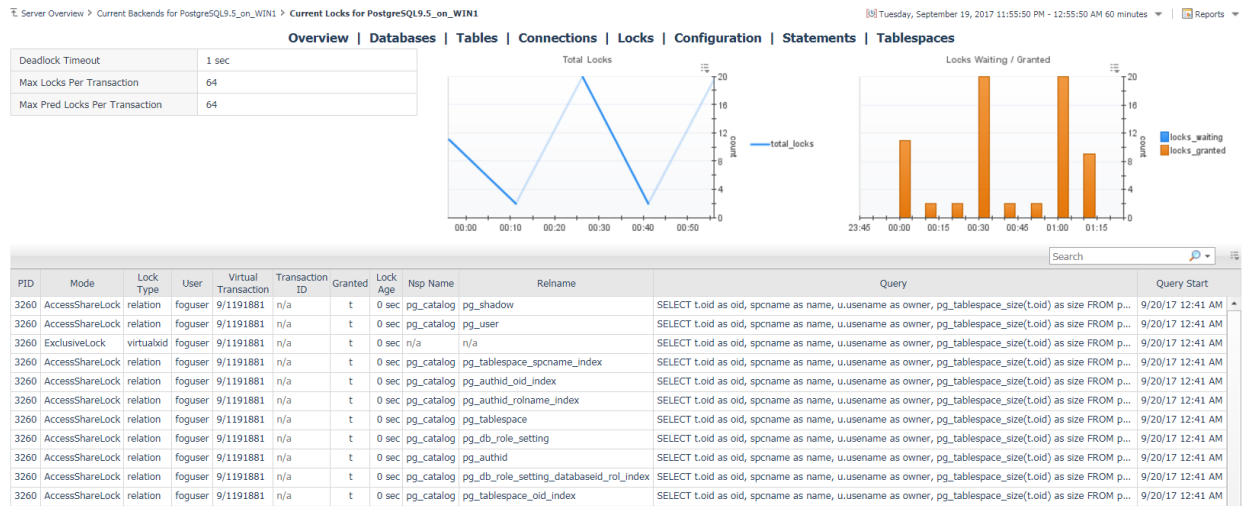 Server Overview > Current Backends for PostgreSQL9.5_on_WIN1 > Current Locks for PostgreSQL9.5_on_WIN1
Tuesday, September 19, 2017 11:55:50 PM - 12:55:50 AM 60 minutes | Reports
Overview | Databases | Tables | Connections | Locks | Configuration | Statements | Tablespaces
Deadlock Timeout 1 sec
Max Locks Per Transaction 64
Max Pred Locks Per Transaction 64
Total Locks
20
16
12
8
4
0
count
00:00 00:10 00:20 00:30 00:40 00:50
total_locks
Locks Waiting / Granted
20
16
12
8
4
0
count
23:45 00:00 00:15 00:30 00:45 01:00 01:15
locks_waiting
locks_granted
Search
PID Mode Lock Type User Virtual Transaction Transaction ID Granted Lock Age Nsp Name Relname Query Query Start
3260 AccessShareLock relation foguser 9/1191881 n/a t 0 sec pg_catalog pg_shadow SELECT t.oid as oid, spcname as name, u.usename as owner, pg_tablespace_size(t.oid) as size FROM p... 9/20/17 12:41 AM
3260 AccessShareLock relation foguser 9/1191881 n/a t 0 sec pg_catalog pg_user SELECT t.oid as oid, spcname as name, u.usename as owner, pg_tablespace_size(t.oid) as size FROM p... 9/20/17 12:41 AM
3260 ExclusiveLock virtualxid foguser 9/1191881 n/a t 0 sec n/a n/a SELECT t.oid as oid, spcname as name, u.usename as owner, pg_tablespace_size(t.oid) as size FROM p... 9/20/17 12:41 AM
3260 AccessShareLock relation foguser 9/1191881 n/a t 0 sec pg_catalog pg_tablespace_spcname_index SELECT t.oid as oid, spcname as name, u.usename as owner, pg_tablespace_size(t.oid) as size FROM p... 9/20/17 12:41 AM
3260 AccessShareLock relation foguser 9/1191881 n/a t 0 sec pg_catalog pg_authid_oid_index SELECT t.oid as oid, spcname as name, u.usename as owner, pg_tablespace_size(t.oid) as size FROM p... 9/20/17 12:41 AM
3260 AccessShareLock relation foguser 9/1191881 n/a t 0 sec pg_catalog pg_authid_rolname_index SELECT t.oid as oid, spcname as name, u.usename as owner, pg_tablespace_size(t.oid) as size FROM p... 9/20/17 12:41 AM
3260 AccessShareLock relation foguser 9/1191881 n/a t 0 sec pg_catalog pg_tablespace SELECT t.oid as oid, spcname as name, u.usename as owner, pg_tablespace_size(t.oid) as size FROM p... 9/20/17 12:41 AM
3260 AccessShareLock relation foguser 9/1191881 n/a t 0 sec pg_catalog pg_db_role_setting SELECT t.oid as oid, spcname as name, u.usename as owner, pg_tablespace_size(t.oid) as size FROM p... 9/20/17 12:41 AM
3260 AccessShareLock relation foguser 9/1191881 n/a t 0 sec pg_catalog pg_authid SELECT t.oid as oid, spcname as name, u.usename as owner, pg_tablespace_size(t.oid) as size FROM p... 9/20/17 12:41 AM
3260 AccessShareLock relation foguser 9/1191881 n/a t 0 sec pg_catalog pg_db_role_setting_databaseid_rol_index SELECT t.oid as oid, spcname as name, u.usename as owner, pg_tablespace_size(t.oid) as size FROM p... 9/20/17 12:41 AM
3260 AccessShareLock relation foguser 9/1191881 n/a t 0 sec pg_catalog pg_tablespace_oid_index SELECT t.oid as oid, spcname as name, u.usename as owner, pg_tablespace_size(t.oid) as size FROM p... 9/20/17 12:41 AM